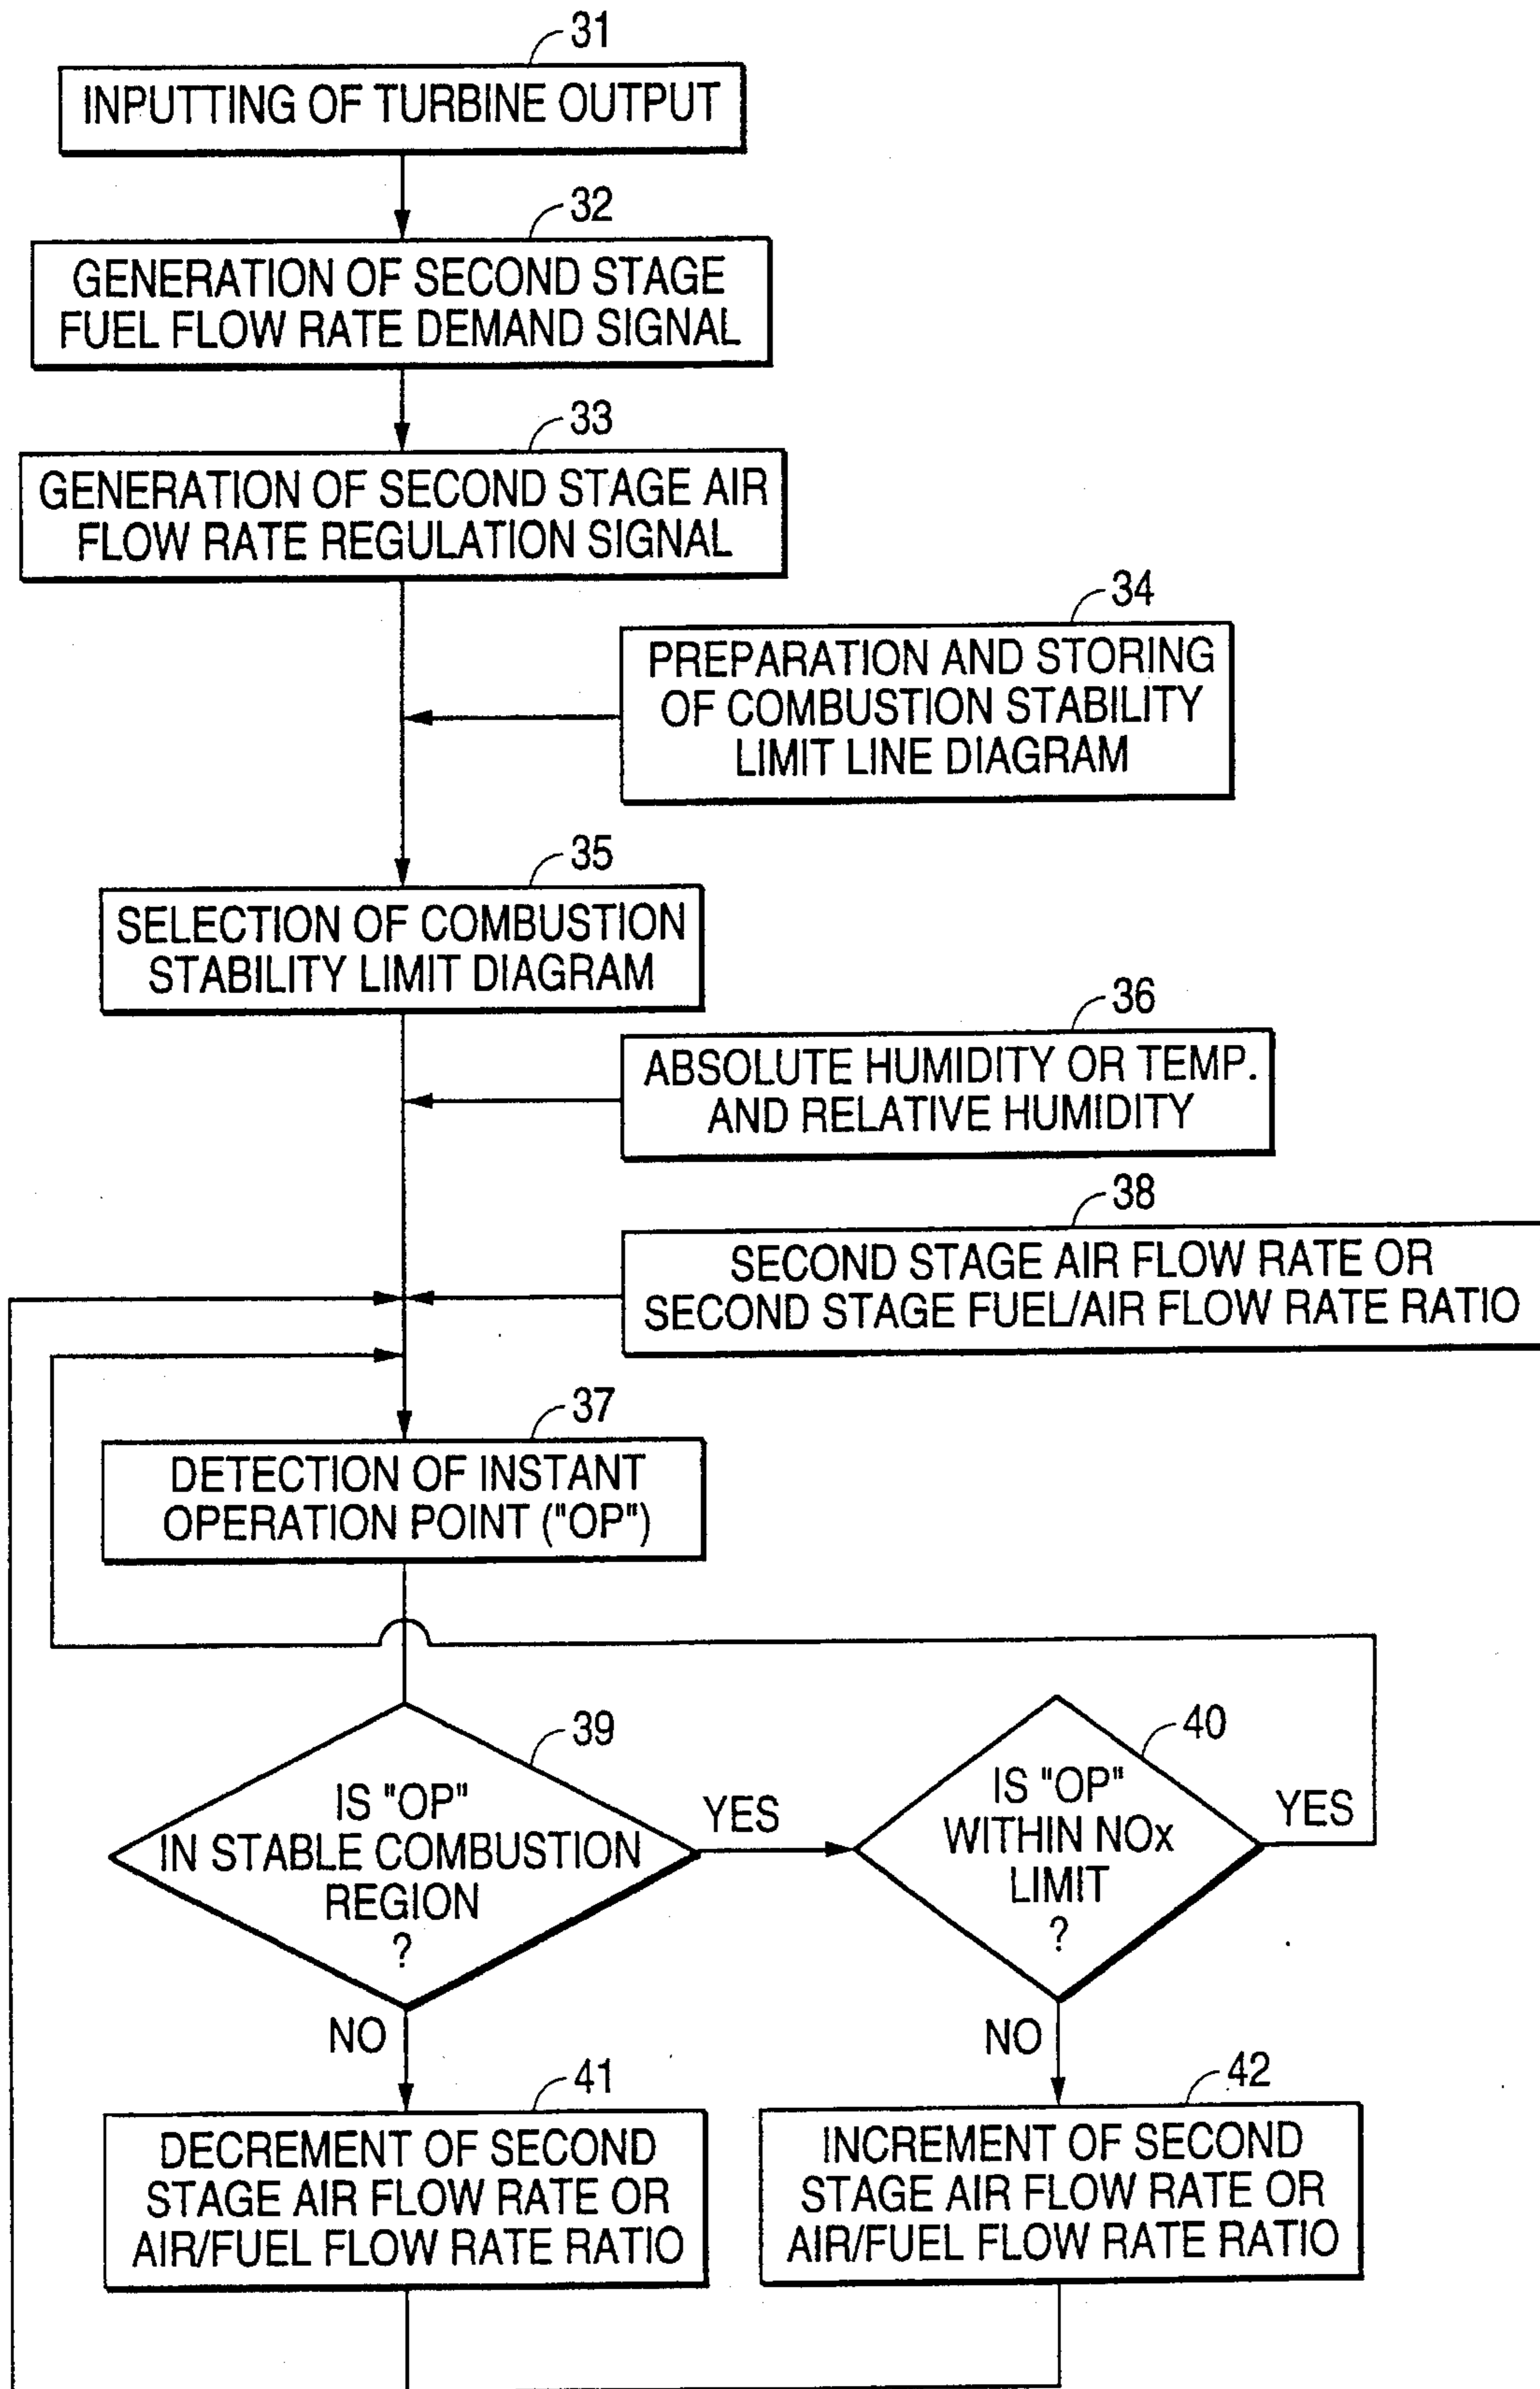 31
INPUTTING OF TURBINE OUTPUT
32
GENERATION OF SECOND STAGE
FUEL FLOW RATE DEMAND SIGNAL
33
GENERATION OF SECOND STAGE AIR
FLOW RATE REGULATION SIGNAL
34
PREPARATION AND STORING
OF COMBUSTION STABILITY
LIMIT LINE DIAGRAM
35
SELECTION OF COMBUSTION
STABILITY LIMIT DIAGRAM
36
ABSOLUTE HUMIDITY OR TEMP.
AND RELATIVE HUMIDITY
38
SECOND STAGE AIR FLOW RATE OR
SECOND STAGE FUEL/AIR FLOW RATE RATIO
37
DETECTION OF INSTANT
OPERATION POINT ("OP")
39
IS "OP"
IN STABLE COMBUSTION
REGION
?
YES
40
IS "OP"
WITHIN NOx
LIMIT
?
YES
NO
NO
41
DECREMENT OF SECOND
STAGE AIR FLOW RATE OR
AIR/FUEL FLOW RATE RATIO
42
INCREMENT OF SECOND
STAGE AIR FLOW RATE OR
AIR/FUEL FLOW RATE RATIO